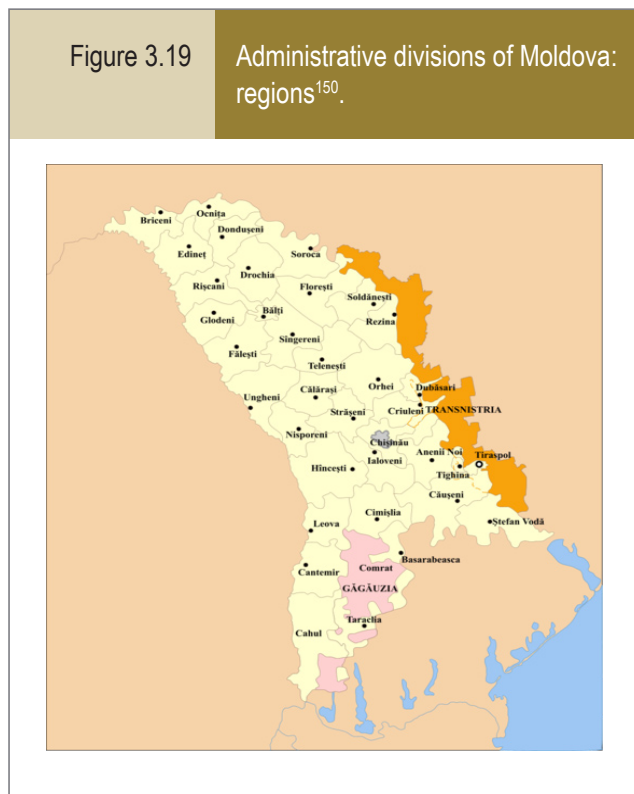 Figure 3.19
Administrative divisions of Moldova:
regions150.
Ocnița
Briceni
Dondușeni
Edineț
Soroca
Drochia
Rîșcani
Florești
Soldănești
Bălți
Glodeni
Rezina
Sîngereni
Fălești
Telenești
Orhei
Dubăsari
Călărași
Ungheni
Criuleni
TRANSNISTRIA
Strășeni
Nisporeni
Chișinău
Anenii Noi
Tiraspol
Ialoveni
Hîncești
Tighina
Căușeni
Cimișlia
Ștefan Vodă
Leova
Basarabeasca
Cantemir
Comrat
GĂGĂUZIA
Taraclia
Cahul